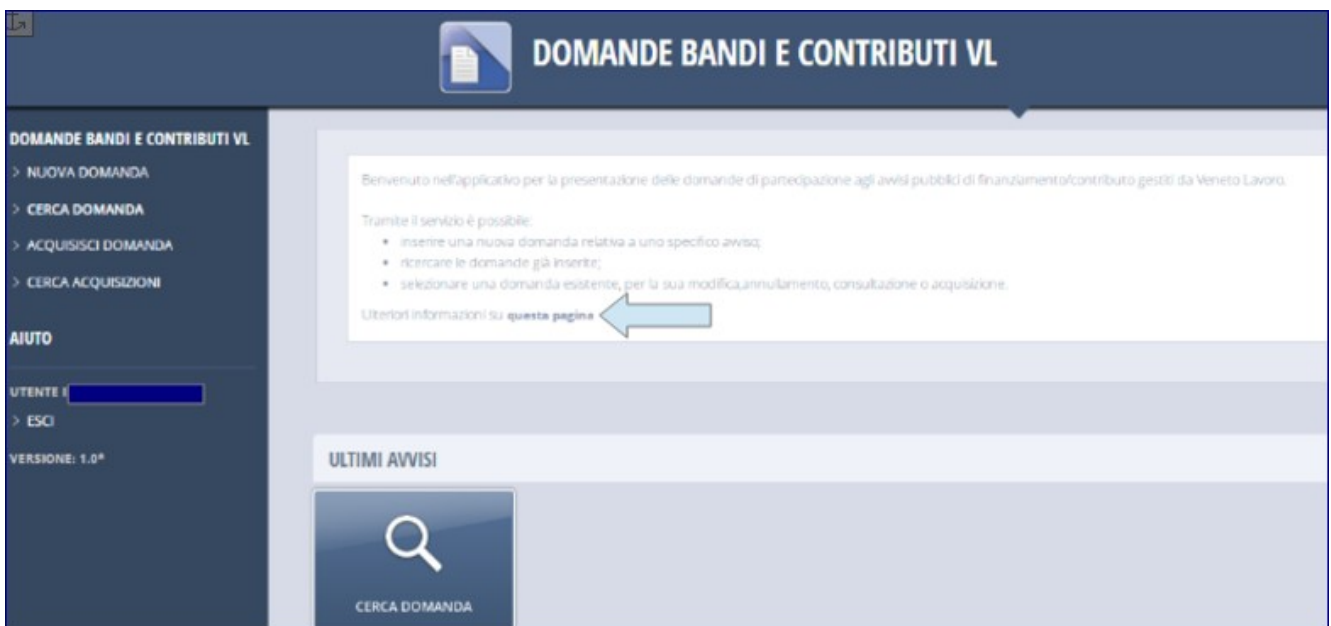 DOMANDE BANDI E CONTRIBUTI VL
DOMANDE BANDI E CONTRIBUTI VL
> NUOVA DOMANDA
> CERCA DOMANDA
> ACQUISISCI DOMANDA
> CERCA ACQUISIZIONI
AIUTO
UTENTE
> ESCI
VERSIONE: 1.0*
Benvenuto nell'applicativo per la presentazione delle domande di partecipazione agli avvisi pubblici di finanziamento/contributo gestiti da Veneto Lavoro.
Tramite il servizio è possibile:
• inserire una nuova domanda relativa a uno specifico avviso;
• ricercare le domande già inserite;
• selezionare una domanda esistente, per la sua modifica,annullamento, consultazione o acquisizione.
Ulteriori informazioni su questa pagina
ULTIMI AVVISI
CERCA DOMANDA